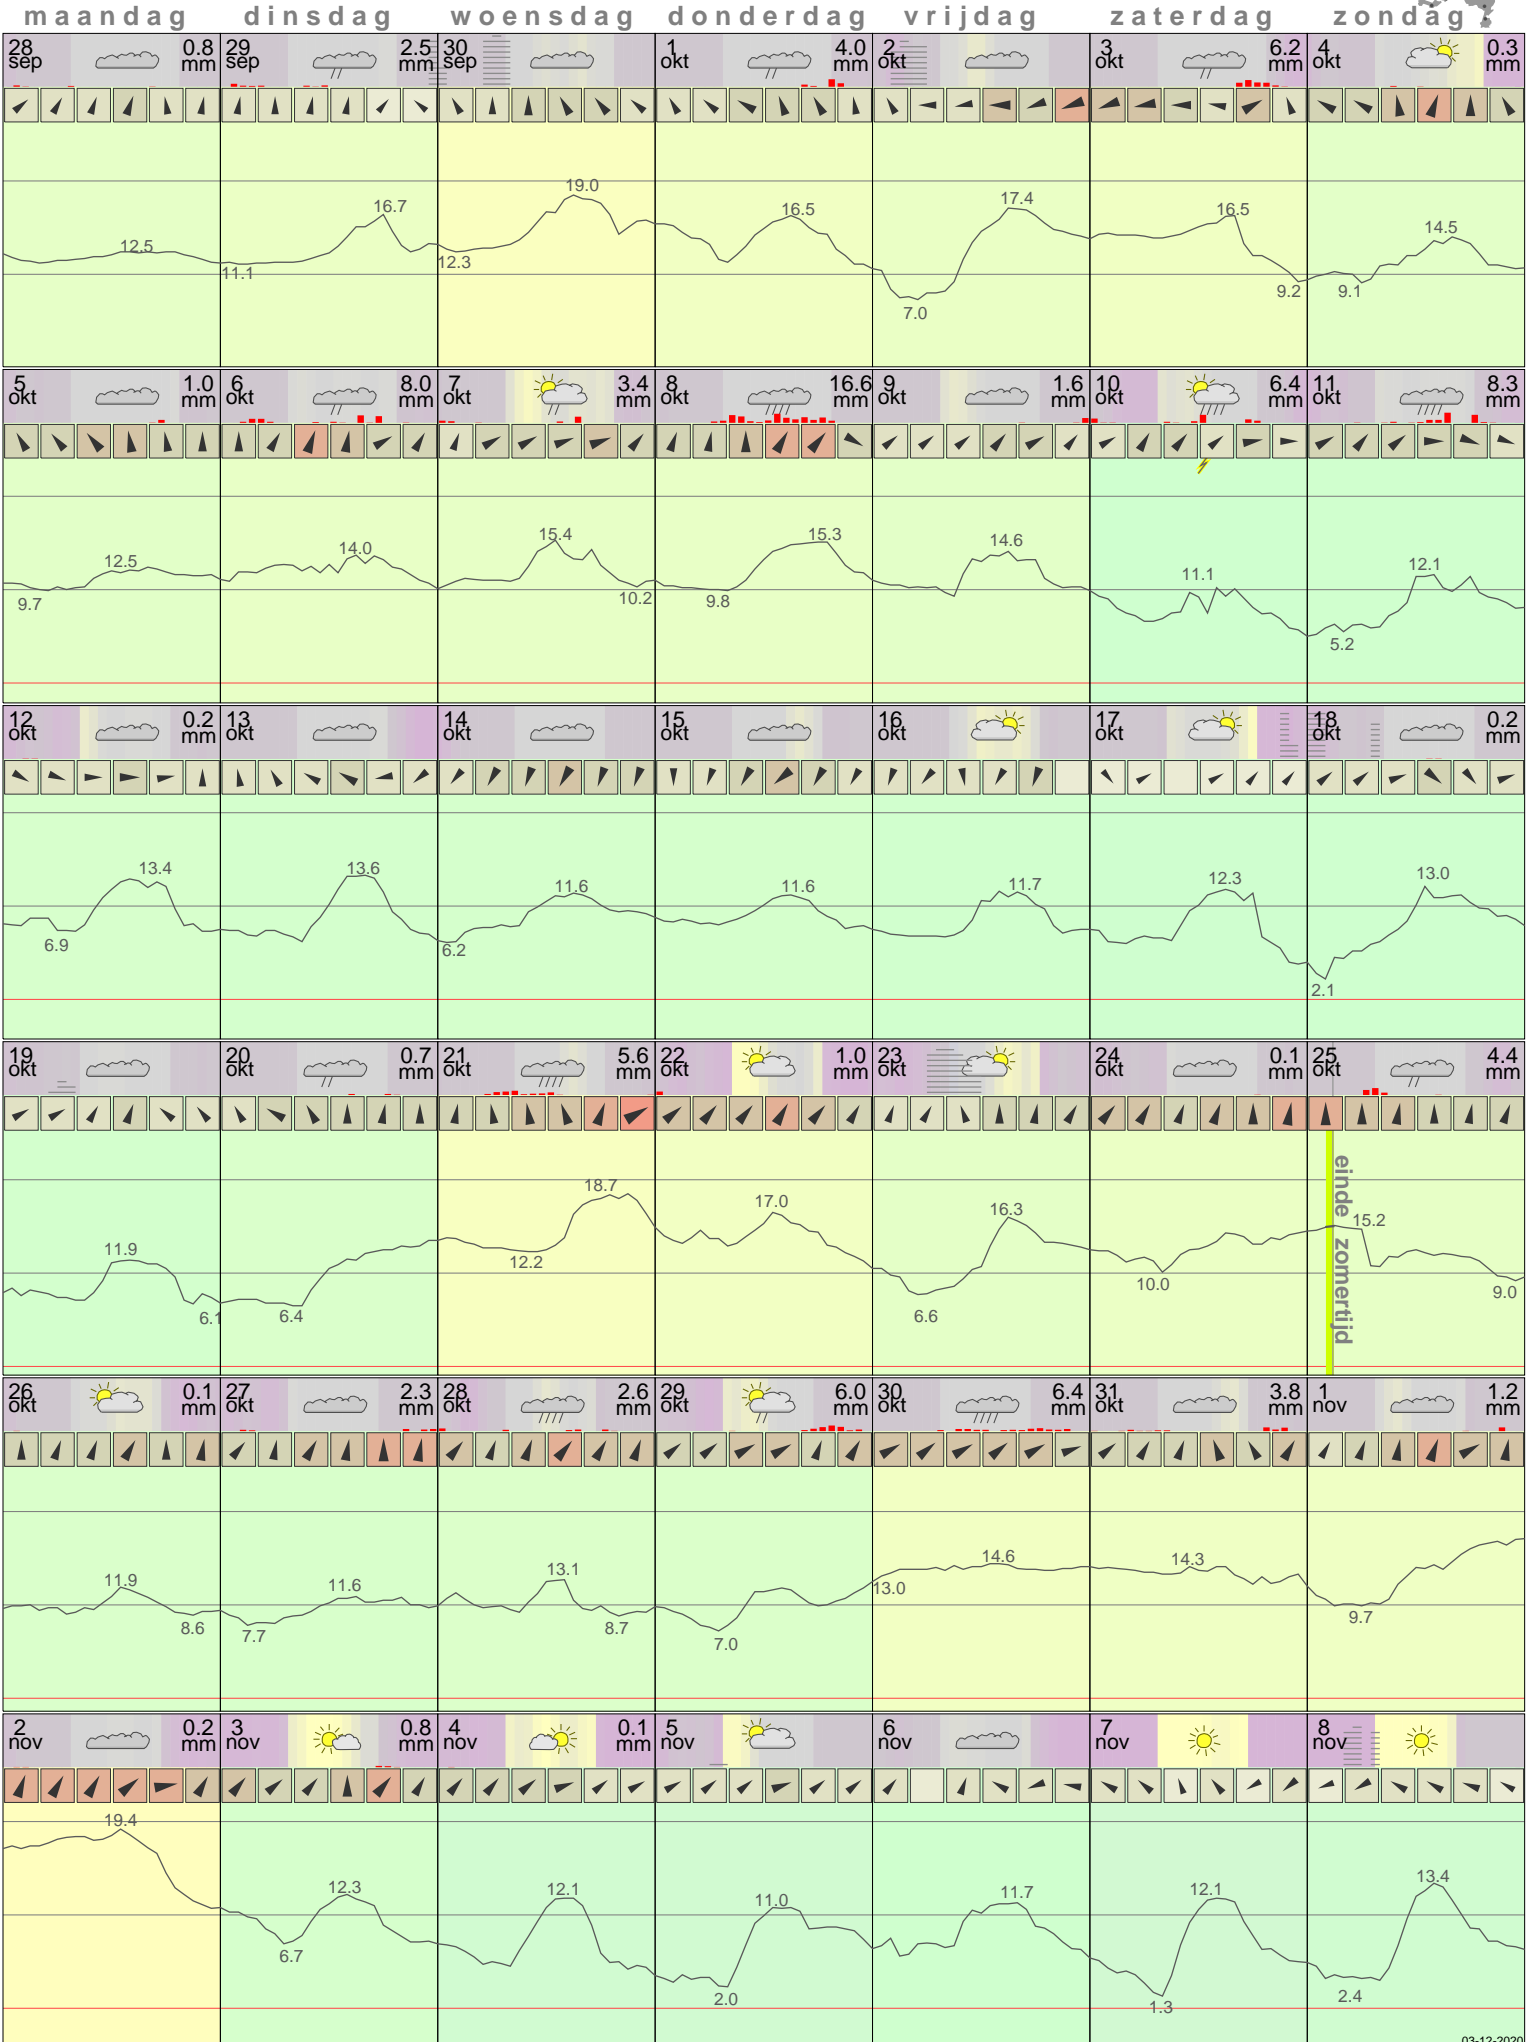 maandag dinsdag woensdag donderdag vrijdag zaterdag zondag
28 0.8 29 2.5 30 1 4.0 2 3 6.2 4 0.3
sep mm sep mm sep okt mm okt okt mm okt mm
19.0
16.7 16.5 17.4 16.5
12.5 14.5
11.1 12.3 9.2 9.1
7.0
5 1.0 6 8.0 7 3.4 8 16.6 9 1.6 10 6.4 11 8.3
okt mm okt mm okt mm okt mm okt mm okt mm okt mm
12.5 14.0 15.4 15.3 14.6 11.1 12.1
9.7 10.2 9.8
5.2
12 0.2 13 14 15 16 17 18 0.2
okt mm okt okt okt okt okt okt mm
13.4 13.6 11.6 11.6 11.7 12.3 13.0
6.9 6.2
2.1
19 20 0.7 21 5.6 22 1.0 23 24 0.1 25 4.4
okt okt mm okt mm okt mm okt okt mm okt mm
einde zomertijd
18.7 17.0 16.3 15.2
11.9 12.2 10.0 9.0
6.1 6.4 6.6
26 0.1 27 2.3 28 2.6 29 6.0 30 6.4 31 3.8 1 1.2
okt mm okt mm okt mm okt mm okt mm okt mm nov mm
11.9 11.6 13.1 14.6 14.3
13.0
8.6 7.7 8.7 7.0 9.7
2 0.2 3 0.8 4 0.1 5 6 7 8
nov mm nov mm nov mm nov nov nov nov
19.4
12.3 12.1 11.0 11.7 12.1 13.4
6.7
2.0 1.3 2.4
03-12-2020